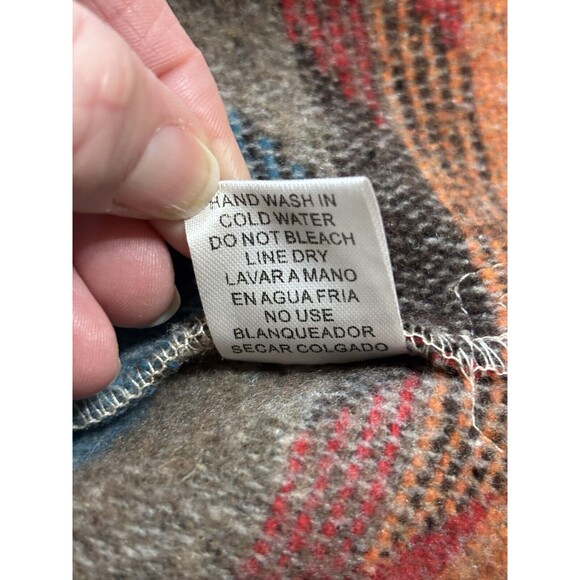 HAND WASH IN
COLD WATER
DO NOT BLEACH
LINE DRY
LAVAR A MANO
EN AGUA FRIA
NO USE
BLANQUEADOR
SECAR COLGADO